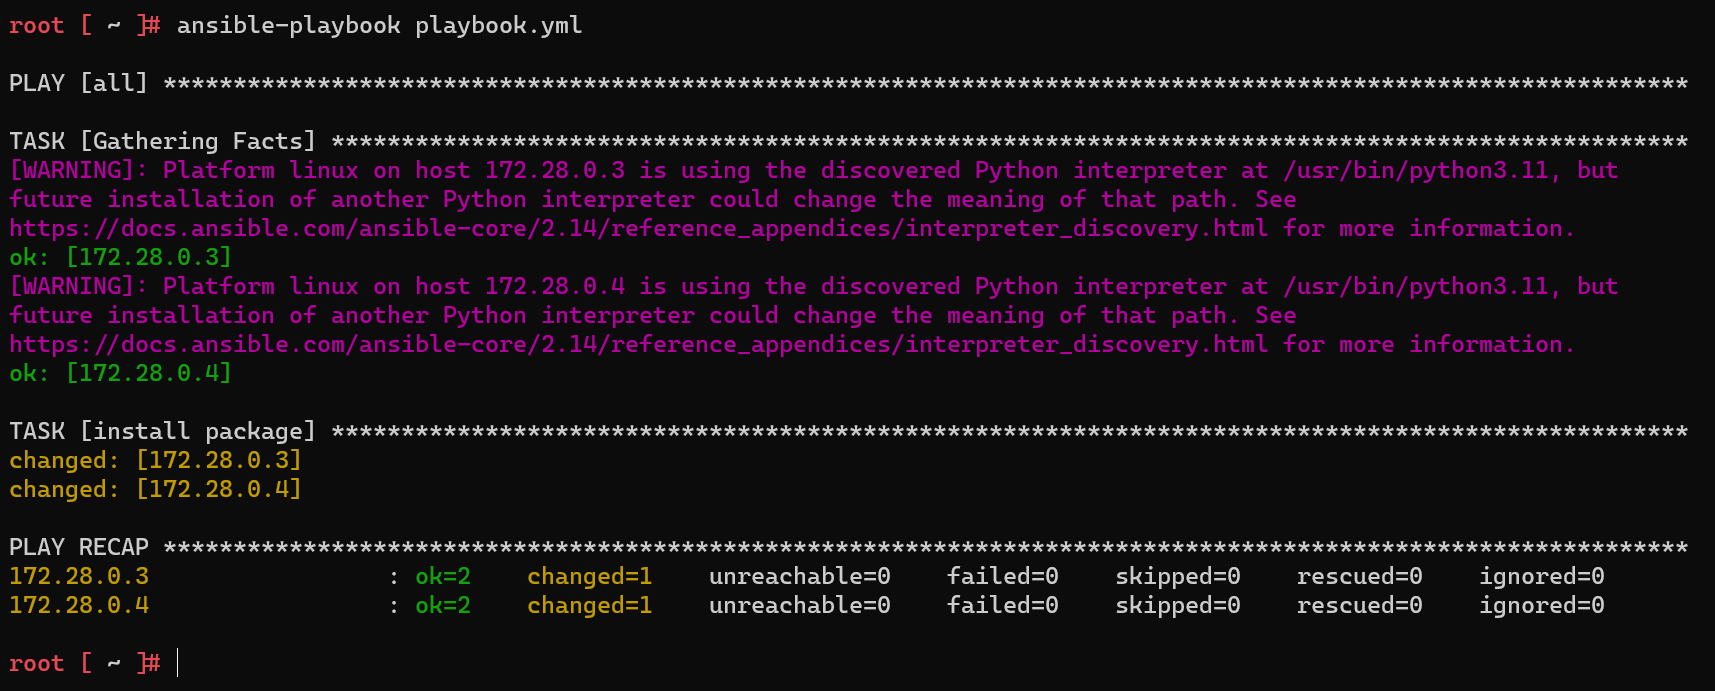 root [ ~ ]# ansible-playbook playbook.yml
PLAY [all] *************************************************************************************************************
TASK [Gathering Facts] *************************************************************************************************
[WARNING]: Platform linux on host 172.28.0.3 is using the discovered Python interpreter at /usr/bin/python3.11, but
future installation of another Python interpreter could change the meaning of that path. See
https://docs.ansible.com/ansible-core/2.14/reference_appendices/interpreter_discovery.html for more information.
ok: [172.28.0.3]
[WARNING]: Platform linux on host 172.28.0.4 is using the discovered Python interpreter at /usr/bin/python3.11, but
future installation of another Python interpreter could change the meaning of that path. See
https://docs.ansible.com/ansible-core/2.14/reference_appendices/interpreter_discovery.html for more information.
ok: [172.28.0.4]
TASK [install package] *************************************************************************************************
changed: [172.28.0.3]
changed: [172.28.0.4]
PLAY RECAP *************************************************************************************************************
172.28.0.3                 : ok=2    changed=1    unreachable=0    failed=0    skipped=0    rescued=0    ignored=0
172.28.0.4                 : ok=2    changed=1    unreachable=0    failed=0    skipped=0    rescued=0    ignored=0
root [ ~ ]#